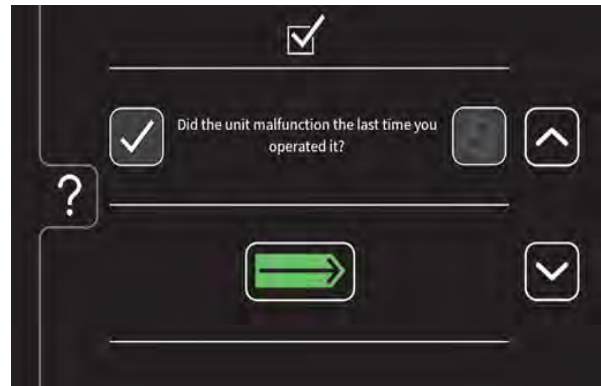 Did the unit malfunction the last time you
operated it?
?